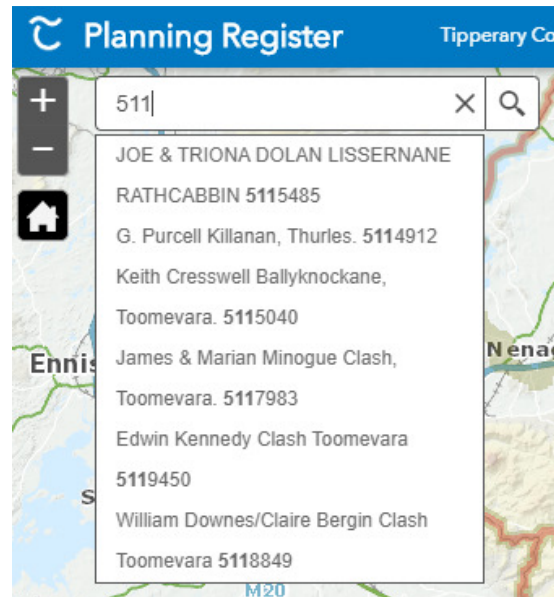 Planning Register
Tipperary Co
+
511
−
JOE & TRIONA DOLAN LISSERNANE
RATHCABBIN 5115485
G. Purcell Killanan, Thurles. 5114912
Keith Cresswell Ballyknockane,
Toomevara. 5115040
James & Marian Minogue Clash,
Toomevara. 5117983
Edwin Kennedy Clash Toomevara
5119450
William Downes/Claire Bergin Clash
Toomevara 5118849
Ennis
Nena
S
M20